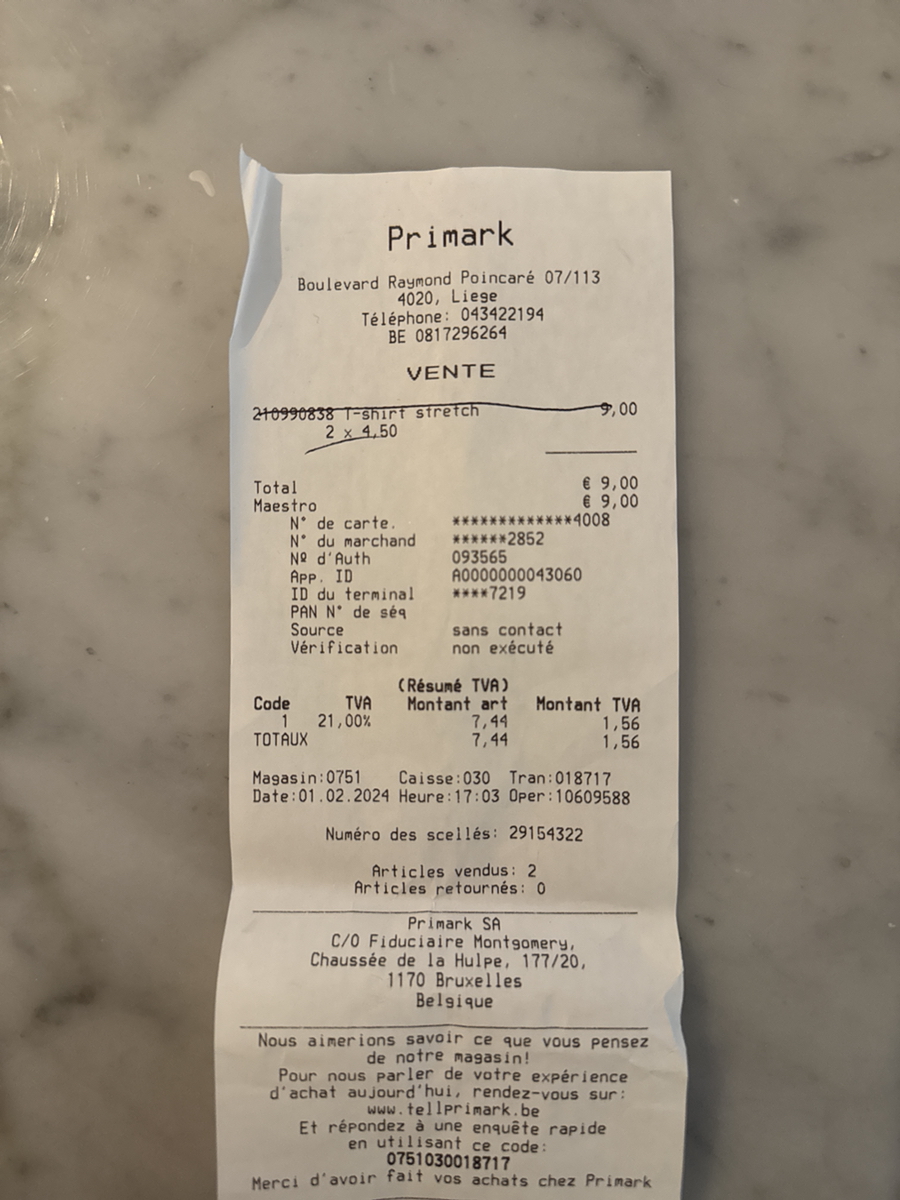 Primark
Boulevard Raymond Poincaré 07/113
4020, Liege
Téléphone: 043422194
BE 0817296264
VENTE
210990838 T-shirt stretch 9,00
2 x 4,50
Total € 9,00
Maestro € 9,00
N° de carte. *************4008
N° du marchand ******2852
Nº d'Auth 093565
App. ID A0000000043060
ID du terminal ****7219
PAN N° de séq
Source sans contact
Vérification non exécuté
(Résumé TVA)
Code TVA Montant art Montant TVA
1 21,00% 7,44 1,56
TOTAUX 7,44 1,56
Magasin:0751 Caisse:030 Tran:018717
Date:01.02.2024 Heure:17:03 Oper:10609588
Numéro des scellés: 29154322
Articles vendus: 2
Articles retournés: 0
Primark SA
C/O Fiduciaire Montgomery,
Chaussée de la Hulpe, 177/20,
1170 Bruxelles
Belgique
Nous aimerions savoir ce que vous pensez
de notre magasin!
Pour nous parler de votre expérience
d'achat aujourd'hui, rendez-vous sur:
www.tellprimark.be
Et répondez à une enquête rapide
en utilisant ce code:
0751030018717
Merci d'avoir fait vos achats chez Primark